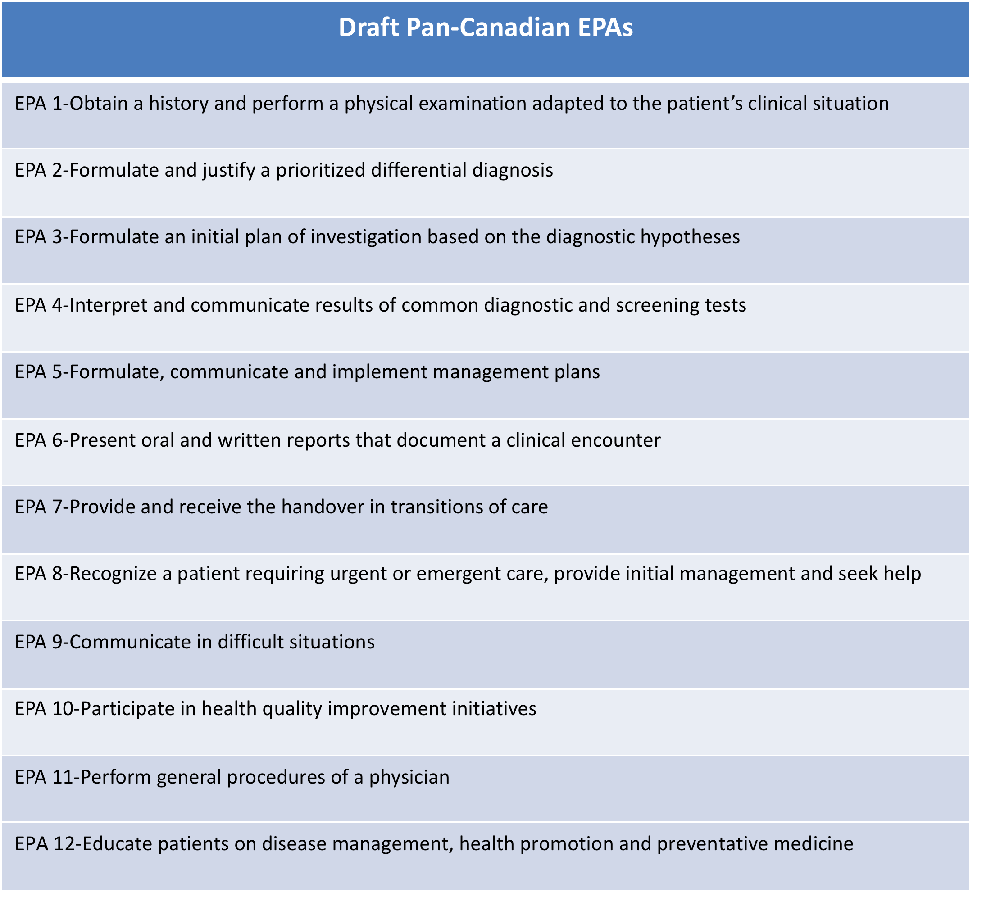 Draft Pan-Canadian EPAs
EPA 1-Obtain a history and perform a physical examination adapted to the patient’s clinical situation
EPA 2-Formulate and justify a prioritized differential diagnosis
EPA 3-Formulate an initial plan of investigation based on the diagnostic hypotheses
EPA 4-Interpret and communicate results of common diagnostic and screening tests
EPA 5-Formulate, communicate and implement management plans
EPA 6-Present oral and written reports that document a clinical encounter
EPA 7-Provide and receive the handover in transitions of care
EPA 8-Recognize a patient requiring urgent or emergent care, provide initial management and seek help
EPA 9-Communicate in difficult situations
EPA 10-Participate in health quality improvement initiatives
EPA 11-Perform general procedures of a physician
EPA 12-Educate patients on disease management, health promotion and preventative medicine